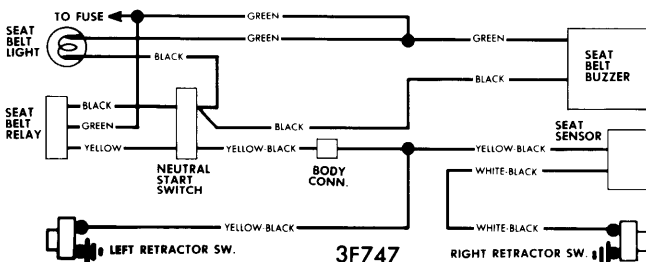 TO FUSE
GREEN
SEAT
BELT
LIGHT
GREEN
GREEN
BLACK
SEAT
BELT
BUZZER
BLACK
SEAT
BELT
RELAY
BLACK
GREEN
YELLOW
BLACK
YELLOW-BLACK
NEUTRAL
START
SWITCH
BODY
CONN.
YELLOW-BLACK
SEAT
SENSOR
WHITE-BLACK
YELLOW-BLACK
WHITE-BLACK
LEFT RETRACTOR SW.
3F747
RIGHT RETRACTOR SW.